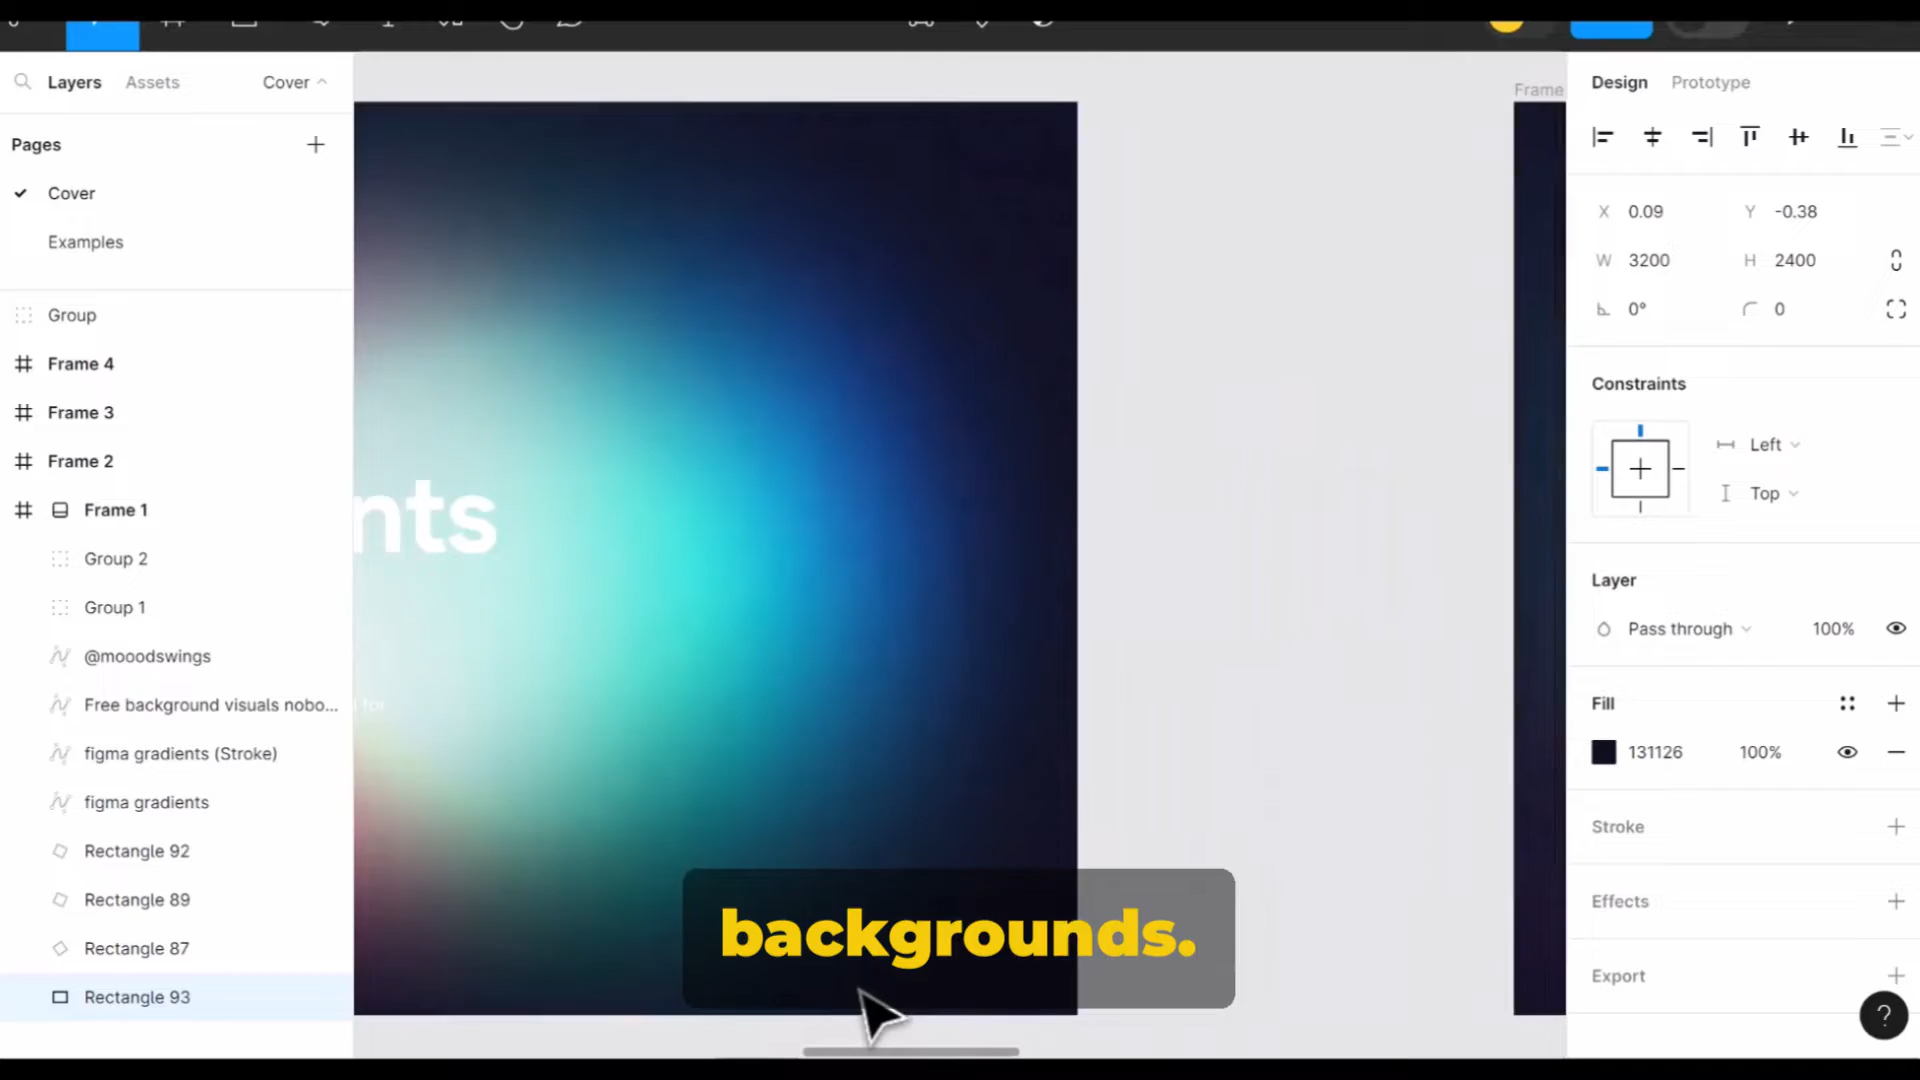 Layers
Assets
Cover
Pages
Cover
Examples
Group
Frame 4
Frame 3
Frame 2
Frame 1
Group 2
Group 1
@mooodswings
Free background visuals nobo...
figma gradients (Stroke)
figma gradients
Rectangle 92
Rectangle 89
Rectangle 87
Rectangle 93
nts
for
backgrounds.
Frame
Design
Prototype
X 0.09 Y -0.38
W 3200 H 2400
0° 0
Constraints
Left
Top
Layer
Pass through 100%
Fill
131126 100%
Stroke
Effects
Export
?